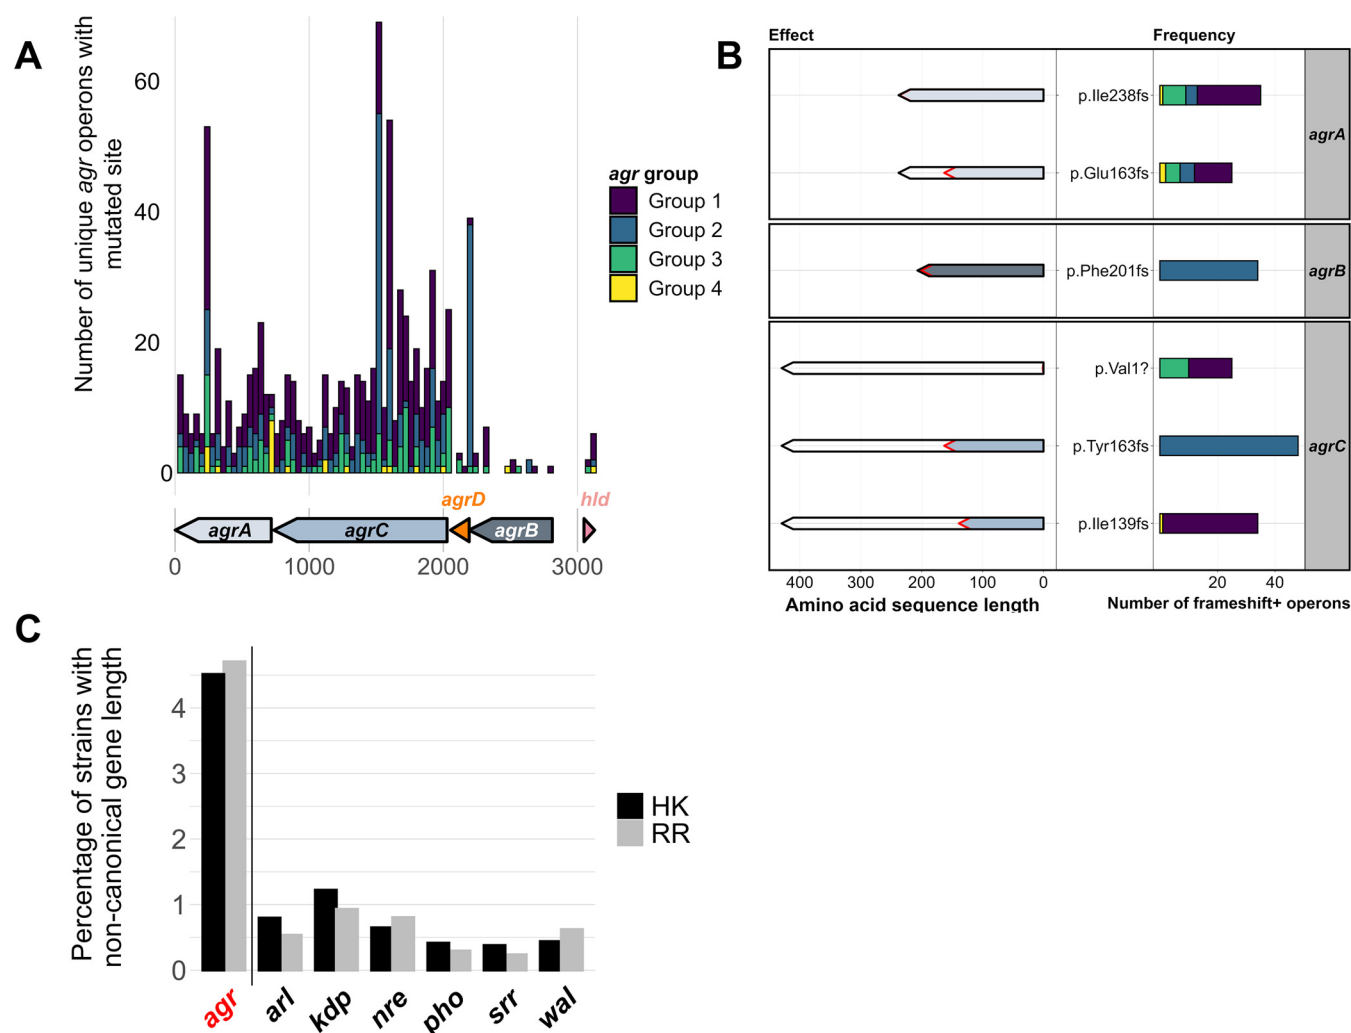 A
Number of unique agr operons with
mutated site
60
40
20
0
agr group
Group 1
Group 2
Group 3
Group 4
agrD
hld
agrA
agrC
agrB
0
1000
2000
3000
B
Effect
Frequency
p.Ile238fs
agrA
p.Glu163fs
p.Phe201fs
agrB
p.Val1?
p.Tyr163fs
agrC
p.Ile139fs
400
300
200
100
0
20
40
Amino acid sequence length
Number of frameshift+ operons
C
Percentage of strains with
non-canonical gene length
4
3
2
1
0
HK
RR
agr
arl
kdp
nre
pho
srr
wal